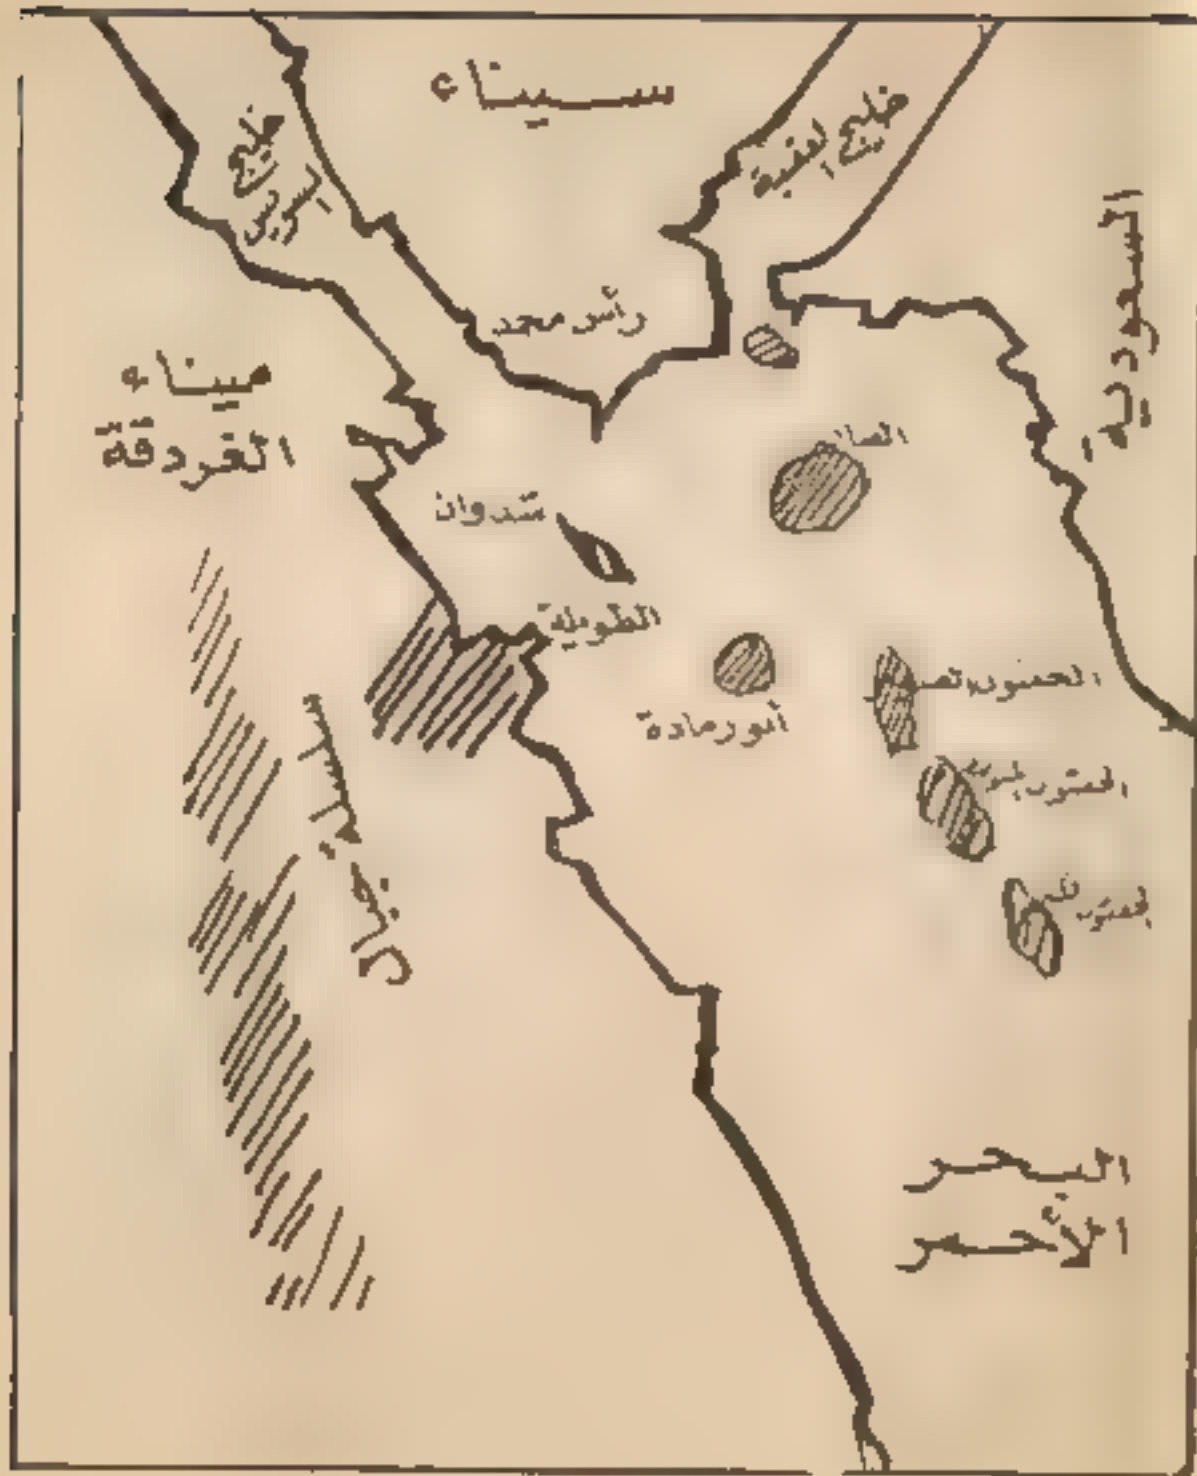 سيناء
خليج
السويس
خليج العقبة
السعودية
رأس محمد
ميناء
الغردقة
شدوان
الطويلة
أبو رمادة
سلسلة
جبال
البحر
الأحمر